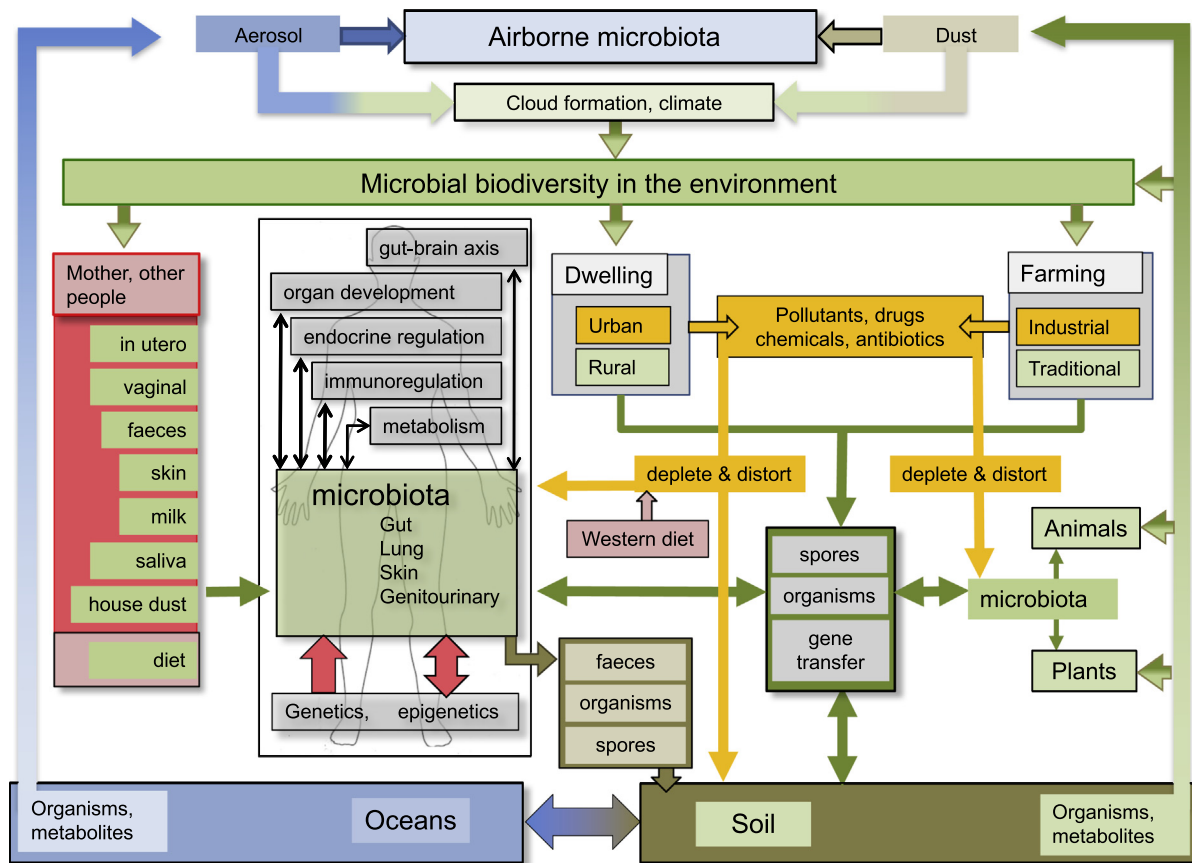 Aerosol
Airborne microbiota
Dust
Cloud formation, climate
Microbial biodiversity in the environment
Mother, other
people
in utero
vaginal
faeces
skin
milk
saliva
house dust
diet
gut-brain axis
organ development
endocrine regulation
immunoregulation
metabolism
microbiota
Gut
Lung
Skin
Genitourinary
Genetics, epigenetics
Dwelling
Urban
Rural
Pollutants, drugs
chemicals, antibiotics
Farming
Industrial
Traditional
deplete & distort
deplete & distort
Western diet
spores
organisms
gene
transfer
Animals
microbiota
Plants
faeces
organisms
spores
Organisms,
metabolites
Oceans
Soil
Organisms,
metabolites